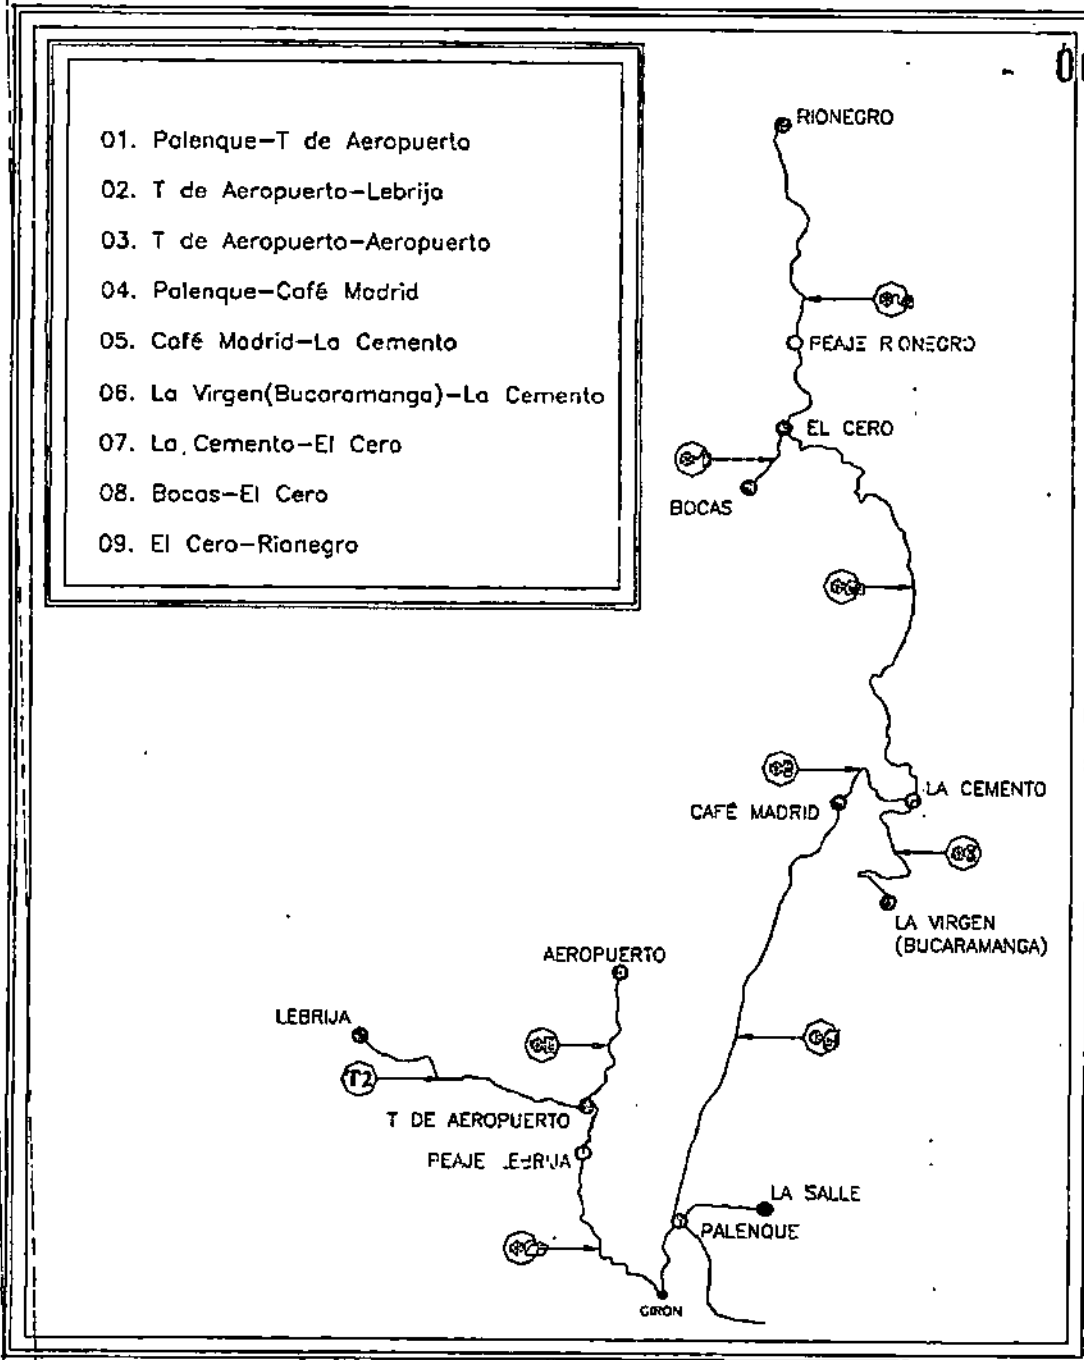 01. Palenque-T de Aeropuerto
02. T de Aeropuerto-Lebrija
03. T de Aeropuerto-Aeropuerto
04. Palenque-Café Madrid
05. Café Madrid-La Cemento
06. La Virgen(Bucaramanga)-La Cemento
07. La Cemento-El Cero
08. Bocas-El Cero
09. El Cero-Rionegro
RIONEGRO
PEAJE RIONEGRO
EL CERO
BOCAS
LA CEMENTO
CAFÉ MADRID
LA VIRGEN
(BUCARAMANGA)
AEROPUERTO
LEBRIJA
T2
T DE AEROPUERTO
PEAJE LEBRIJA
LA SALLE
PALENQUE
GIRON